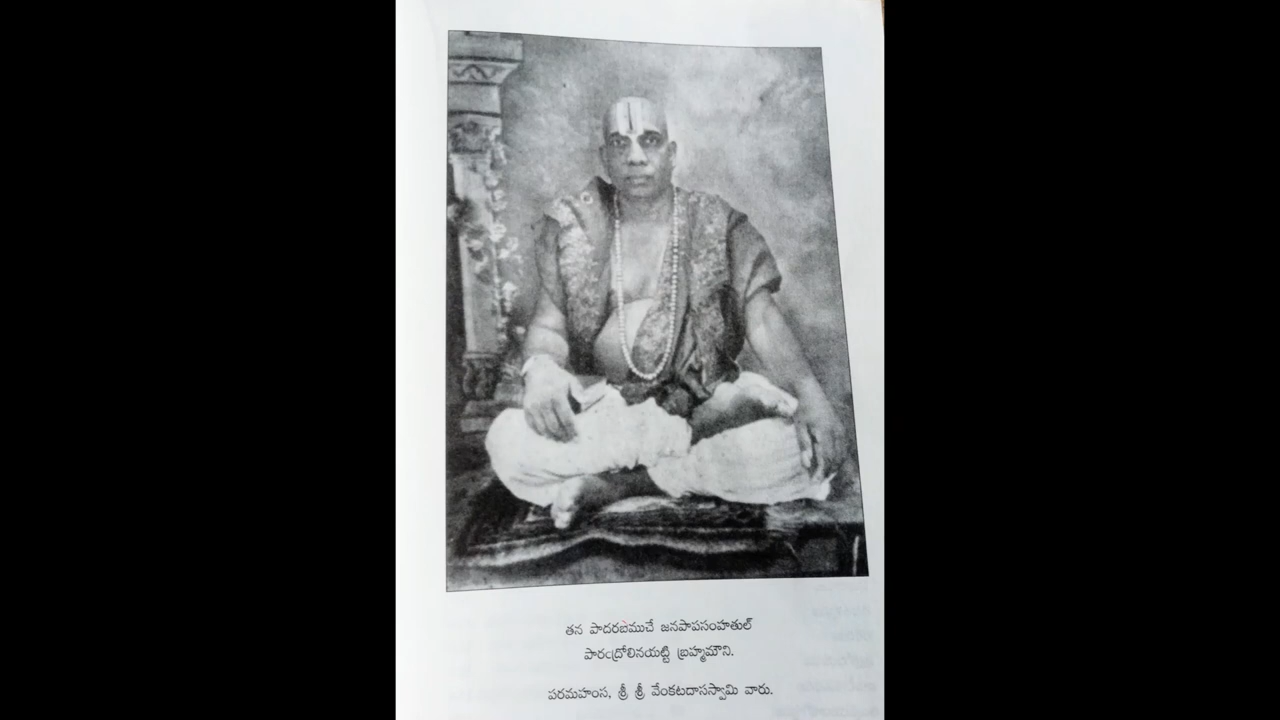 తన పాదరజముచే జనపాపసంహతుల్
పారంద్రోలినయట్టి బ్రహ్మమౌని.
పరమహంస, శ్రీ శ్రీ వేంకటదాసస్వామి వారు.